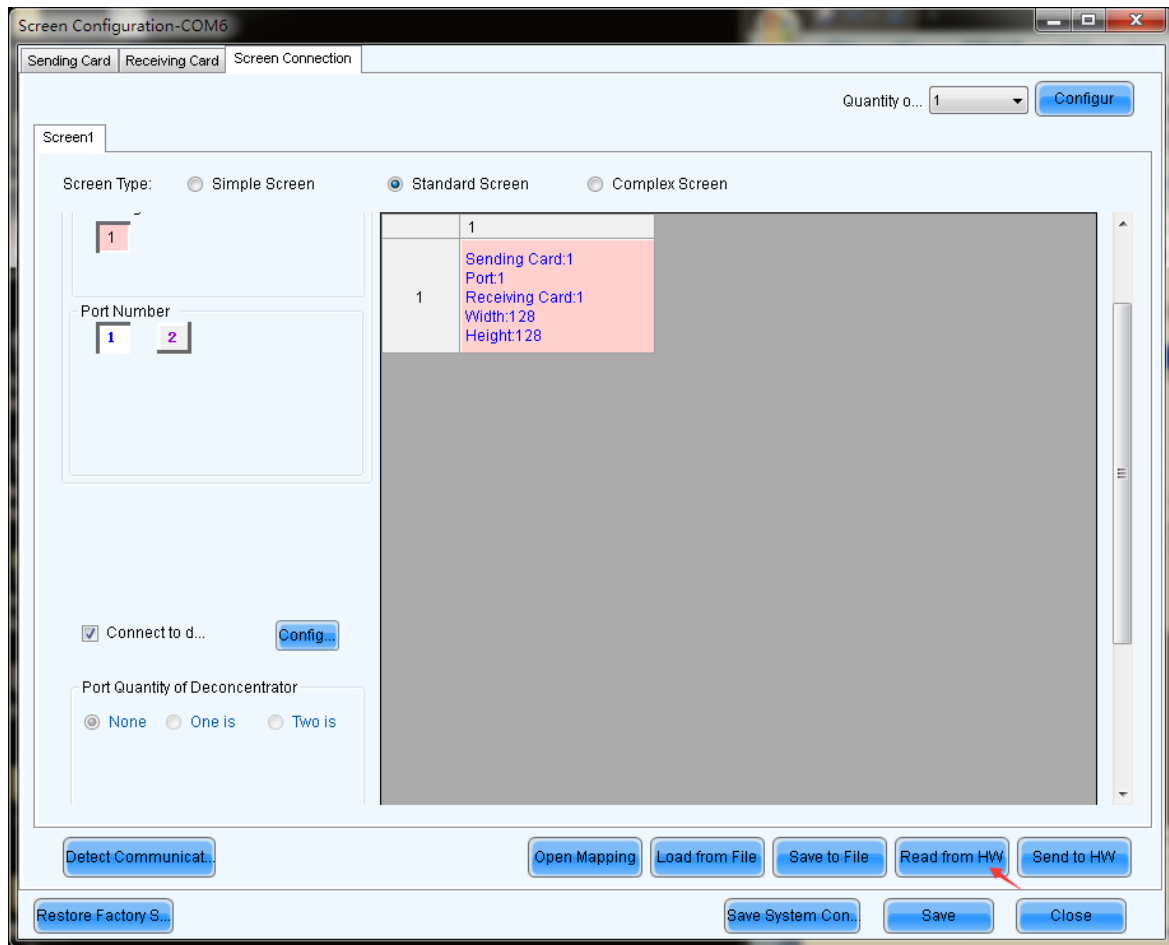 Screen Configuration-COM6
Sending Card Receiving Card Screen Connection
Quantity o... 1 Configur
Screen1
Screen Type: Simple Screen Standard Screen Complex Screen
1
1
Sending Card:1
Port:1
1 Receiving Card:1
Width:128
Height:128
Port Number
1 2
Connect to d... Config...
Port Quantity of Deconcentrator
None One is Two is
Detect Communicat... Open Mapping Load from File Save to File Read from HW Send to HW
Restore Factory S... Save System Con... Save Close